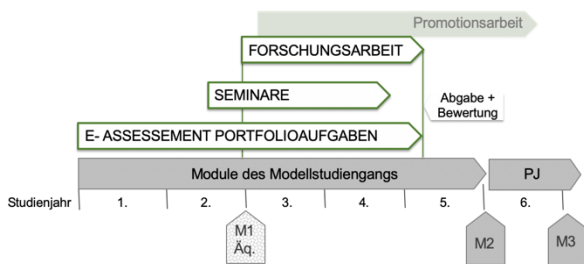 Promotionsarbeit
FORSCHUNGSARBEIT
SEMINARE
Abgabe +
Bewertung
E- ASSESSMENT PORTFOLIOAUFGABEN
Module des Modellstudiengangs
PJ
Studienjahr
1.
2.
3.
4.
5.
6.
M1
Äq.
M2
M3